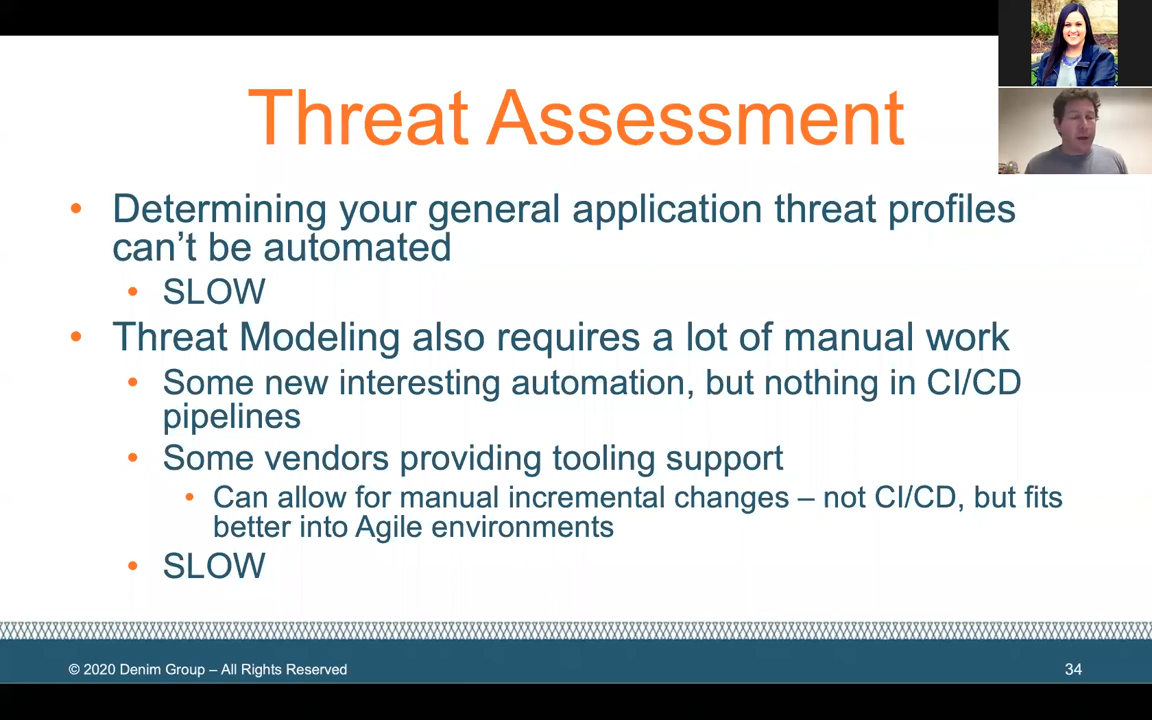 Threat Assessment
• Determining your general application threat profiles
can’t be automated
• SLOW
• Threat Modeling also requires a lot of manual work
• Some new interesting automation, but nothing in CI/CD
pipelines
• Some vendors providing tooling support
• Can allow for manual incremental changes – not CI/CD, but fits
better into Agile environments
• SLOW
© 2020 Denim Group – All Rights Reserved
34